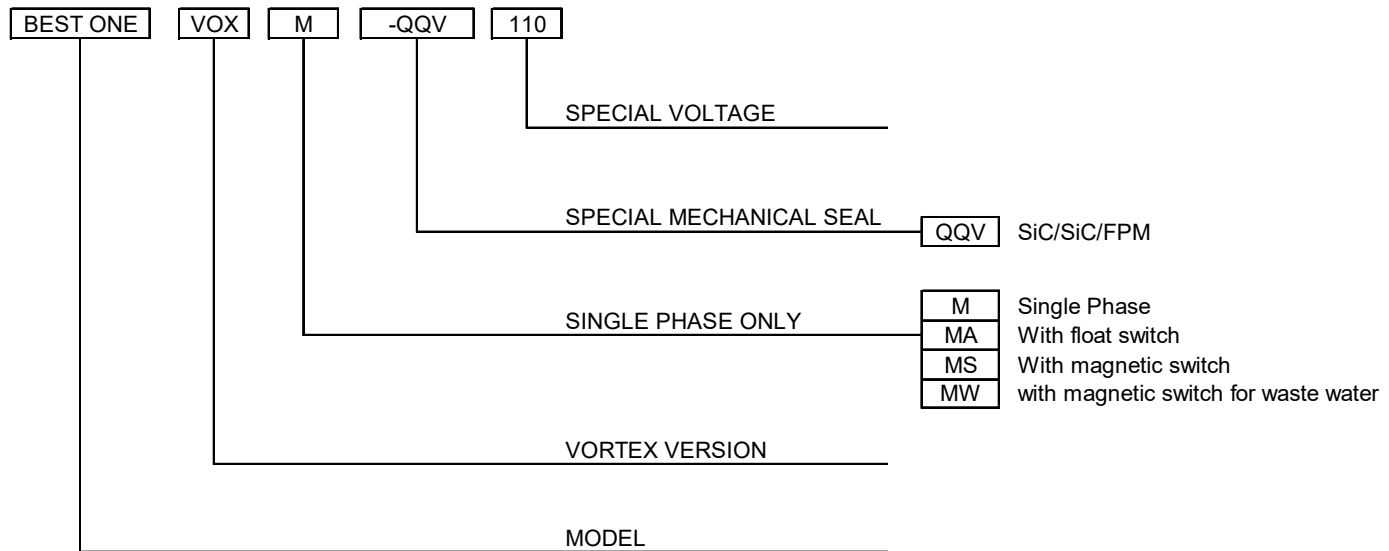 BEST ONE VOX M -QQV 110
SPECIAL VOLTAGE
SPECIAL MECHANICAL SEAL QQV SiC/SiC/FPM
M Single Phase
SINGLE PHASE ONLY
MA With float switch
MS With magnetic switch
MW with magnetic switch for waste water
VORTEX VERSION
MODEL